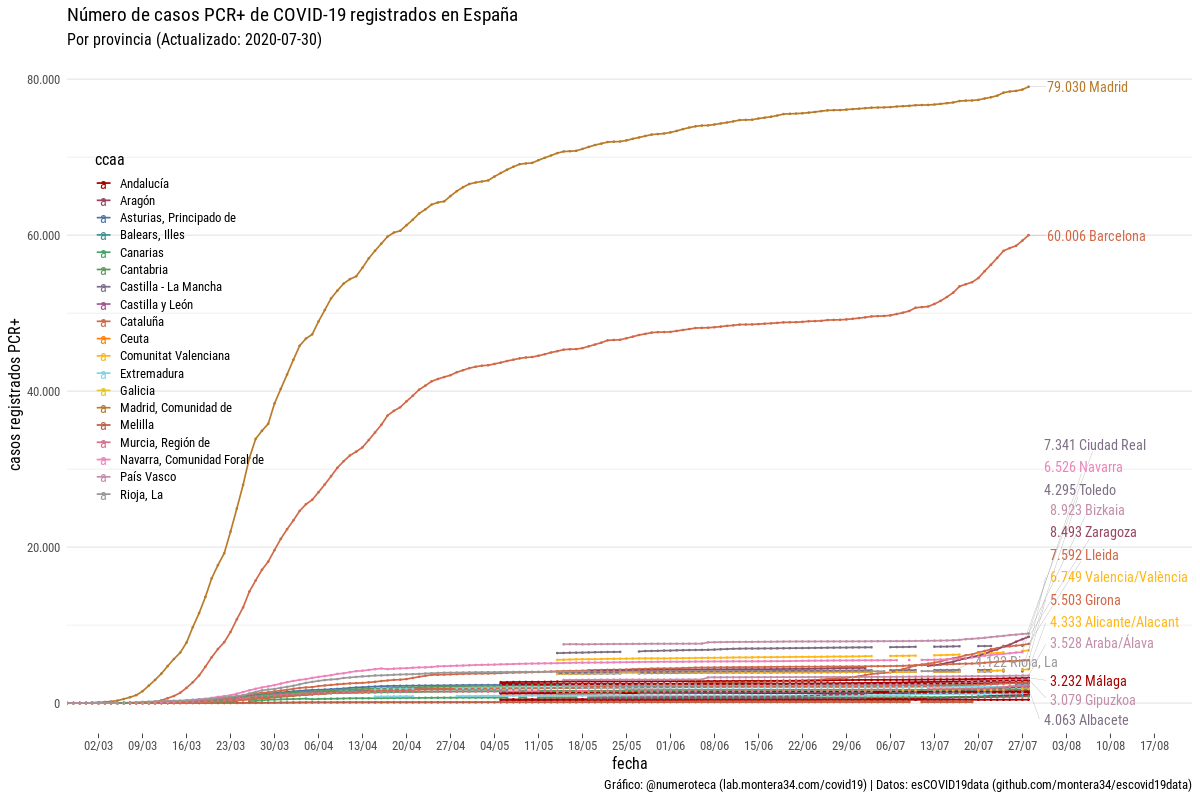 Número de casos PCR+ de COVID-19 registrados en España
Por provincia (Actualizado: 2020-07-30)
80.000
60.000
40.000
20.000
0
casos registrados PCR+
ccaa
Andalucía
Aragón
Asturias, Principado de
Balears, Illes
Canarias
Cantabria
Castilla - La Mancha
Castilla y León
Cataluña
Ceuta
Comunitat Valenciana
Extremadura
Galicia
Madrid, Comunidad de
Melilla
Murcia, Región de
Navarra, Comunidad Foral de
País Vasco
Rioja, La
79.030 Madrid
60.006 Barcelona
7.341 Ciudad Real
6.526 Navarra
4.295 Toledo
8.923 Bizkaia
8.493 Zaragoza
7.592 Lleida
6.749 Valencia/València
5.503 Girona
4.333 Alicante/Alacant
3.528 Araba/Álava
Rioja, La
3.232 Málaga
3.079 Gipuzkoa
4.063 Albacete
02/03 09/03 16/03 23/03 30/03 06/04 13/04 20/04 27/04 04/05 11/05 18/05 25/05 01/06 08/06 15/06 22/06 29/06 06/07 13/07 20/07 27/07 03/08 10/08 17/08
fecha
Gráfico: @numeroteca (lab.montera34.com/covid19) | Datos: esCOVID19data (github.com/montera34/escovid19data)